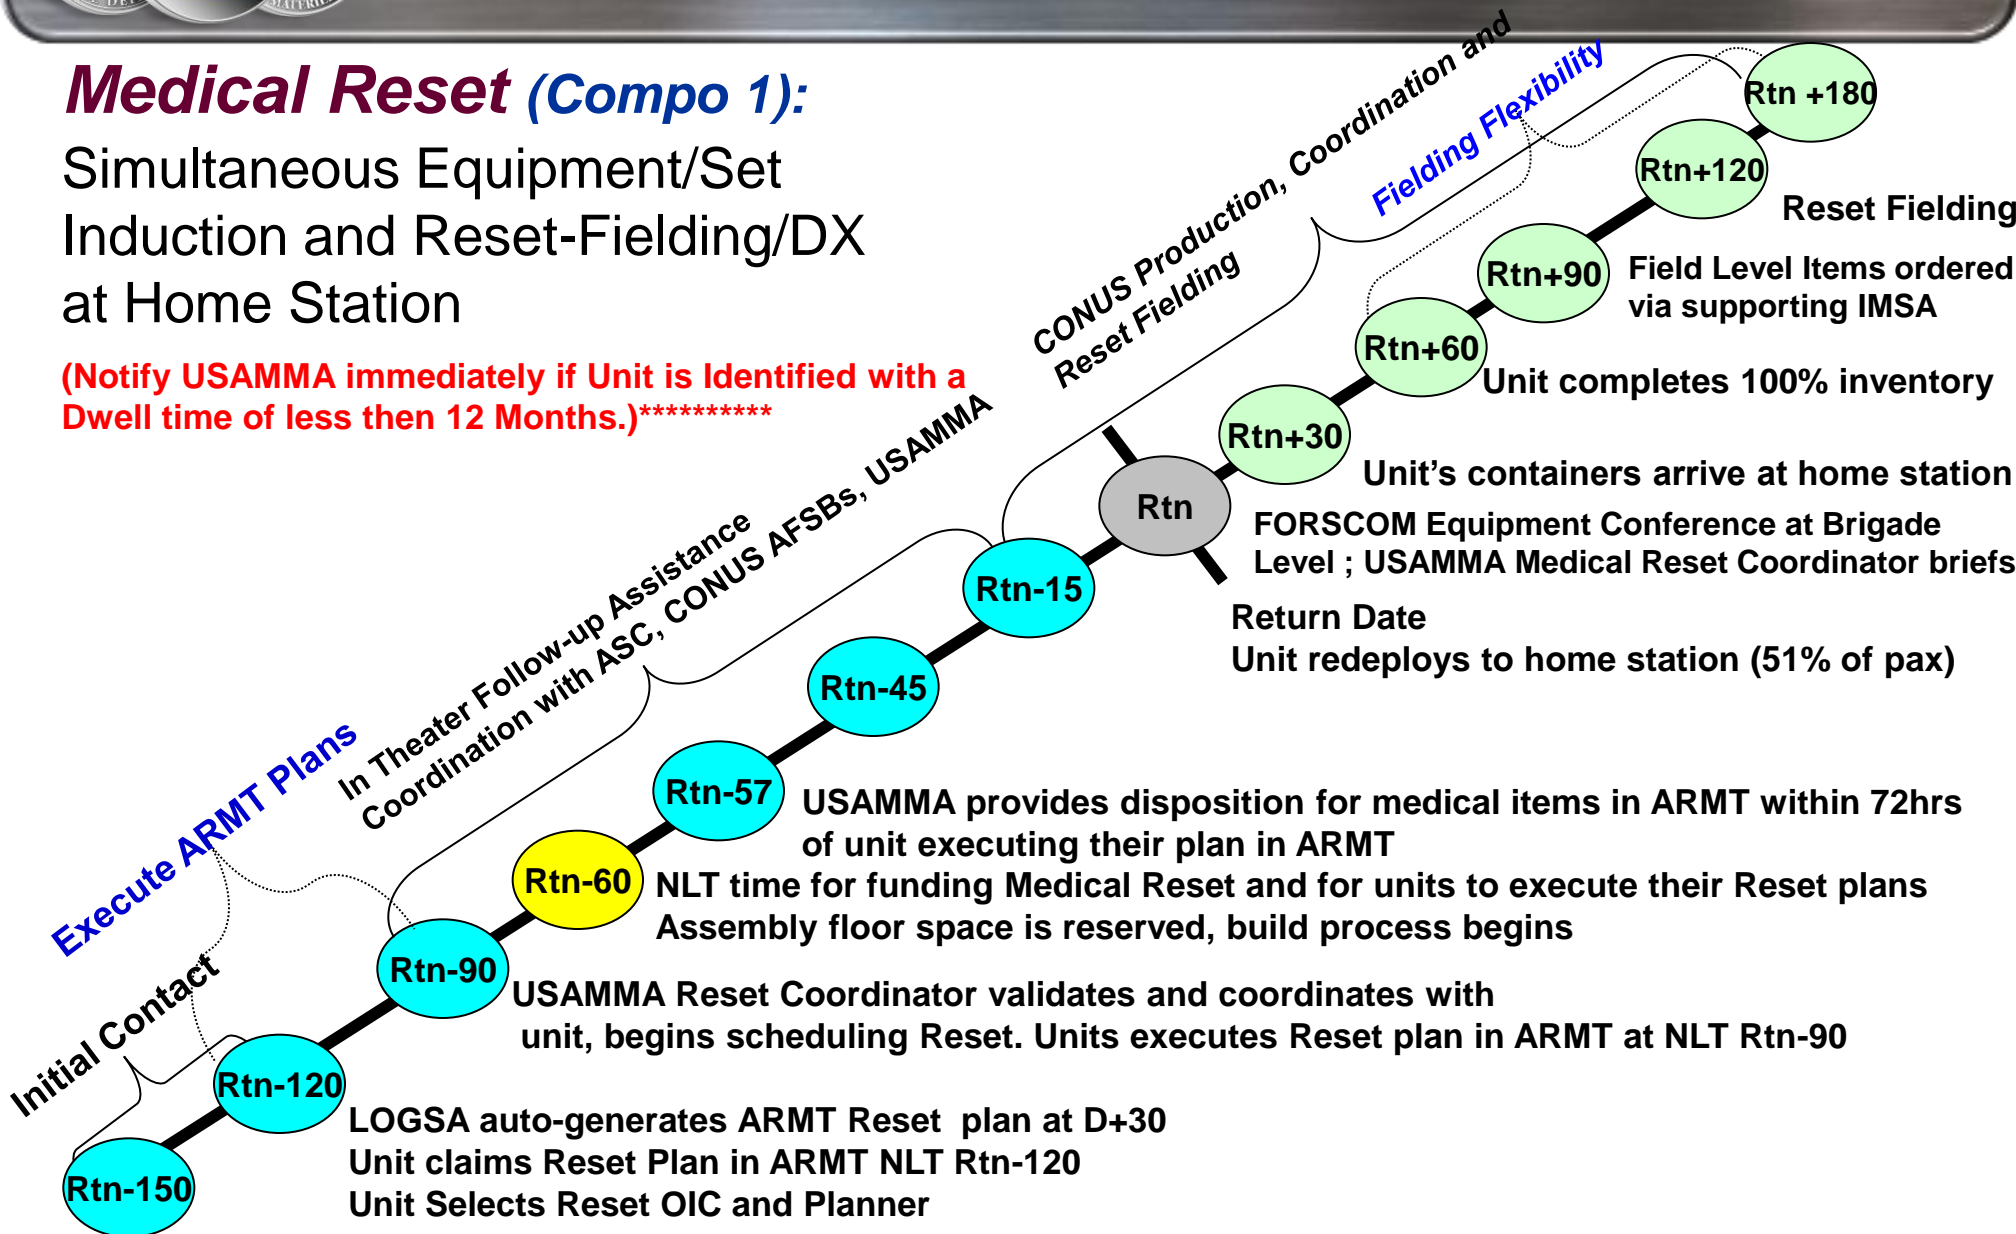 Medical Reset (Compo 1):
Simultaneous Equipment/Set
Induction and Reset-Fielding/DX
at Home Station
(Notify USAMMA immediately if Unit is Identified with a
Dwell time of less then 12 Months.)**********
CONUS Production, Coordination and
Reset Fielding
Fielding Flexibility
Rtn +180
Rtn+120
Reset Fielding
Rtn+90
Field Level Items ordered
via supporting IMSA
Rtn+60
Unit completes 100% inventory
Rtn+30
Unit's containers arrive at home station
Rtn
FORSCOM Equipment Conference at Brigade
Level ; USAMMA Medical Reset Coordinator briefs
Return Date
Unit redeploys to home station (51% of pax)
Rtn-15
In Theater Follow-up Assistance
Coordination with ASC, CONUS AFSBs, USAMMA
Rtn-45
Rtn-57
USAMMA provides disposition for medical items in ARMT within 72hrs
of unit executing their plan in ARMT
Execute ARMT Plans
Rtn-60
NLT time for funding Medical Reset and for units to execute their Reset plans
Assembly floor space is reserved, build process begins
Rtn-90
USAMMA Reset Coordinator validates and coordinates with
unit, begins scheduling Reset. Units executes Reset plan in ARMT at NLT Rtn-90
Initial Contact
Rtn-120
LOGSA auto-generates ARMT Reset plan at D+30
Unit claims Reset Plan in ARMT NLT Rtn-120
Unit Selects Reset OIC and Planner
Rtn-150